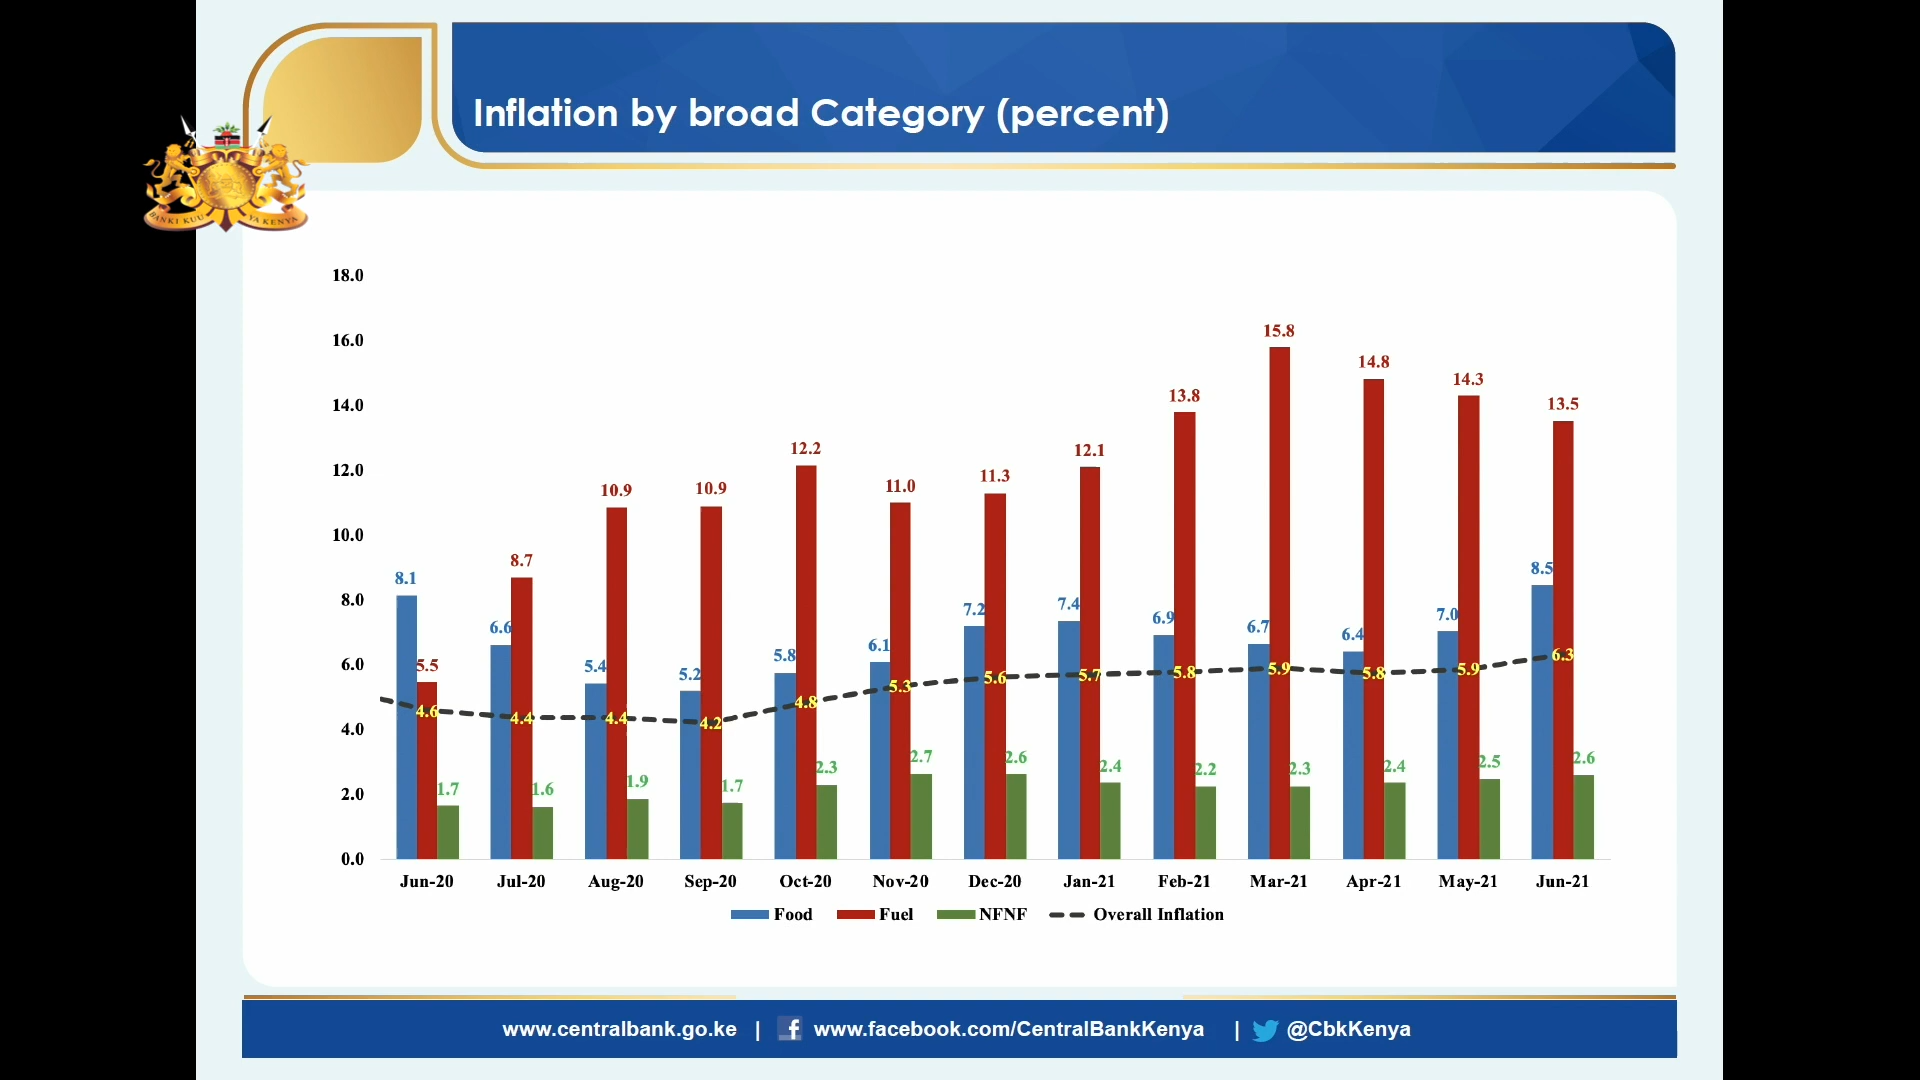 Inflation by broad Category (percent)
BANKI KUU YA KENYA
18.0
16.0
14.0
12.0
10.0
8.0
6.0
4.0
2.0
0.0
8.1 5.5 4.6 1.7
6.6 8.7 4.4 1.6
5.4 10.9 4.4 1.9
5.2 10.9 4.2 1.7
5.8 12.2 4.8 2.3
6.1 11.0 5.3 2.7
7.2 11.3 5.6 2.6
7.4 12.1 5.7 2.4
6.9 13.8 5.8 2.2
6.7 15.8 5.9 2.3
6.4 14.8 5.8 2.4
7.0 14.3 5.9 2.5
8.5 13.5 6.3 2.6
Jun-20 Jul-20 Aug-20 Sep-20 Oct-20 Nov-20 Dec-20 Jan-21 Feb-21 Mar-21 Apr-21 May-21 Jun-21
Food Fuel NFNF Overall Inflation
www.centralbank.go.ke | f www.facebook.com/CentralBankKenya | @CbkKenya